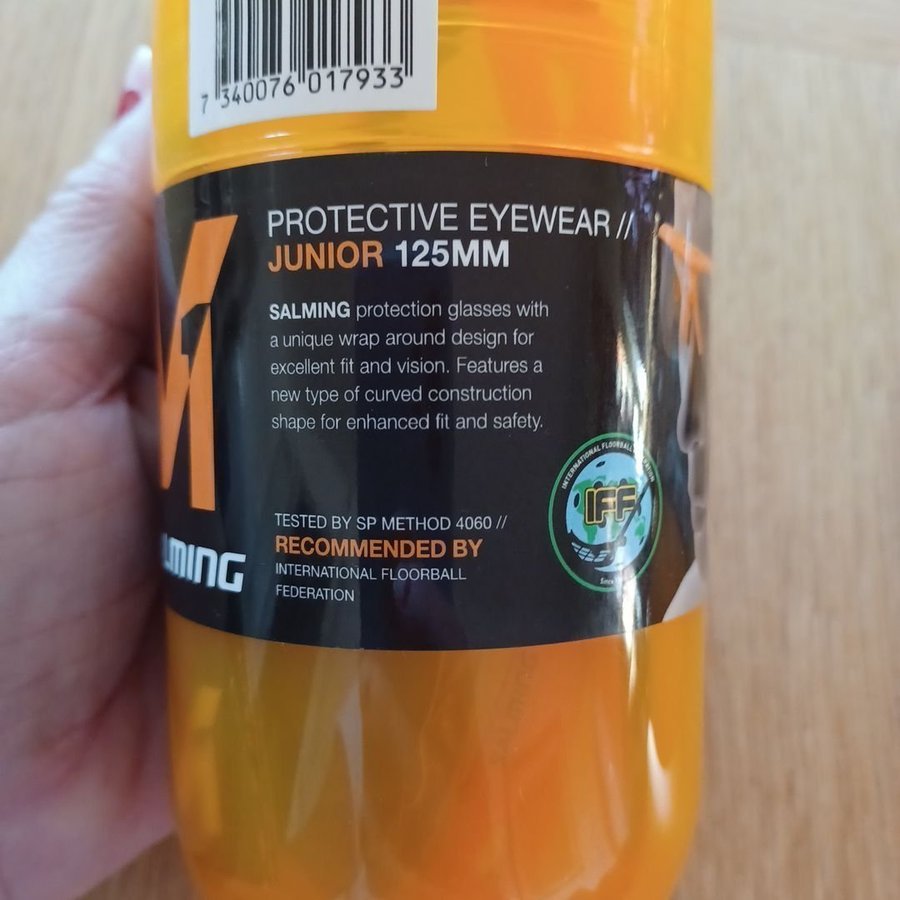 7 340076 017933
PROTECTIVE EYEWEAR //
JUNIOR 125MM
SALMING protection glasses with
a unique wrap around design for
excellent fit and vision. Features a
new type of curved construction
shape for enhanced fit and safety.
TESTED BY SP METHOD 4060 //
RECOMMENDED BY
INTERNATIONAL FLOORBALL
FEDERATION
INTERNATIONAL FLOORBALL
IFF